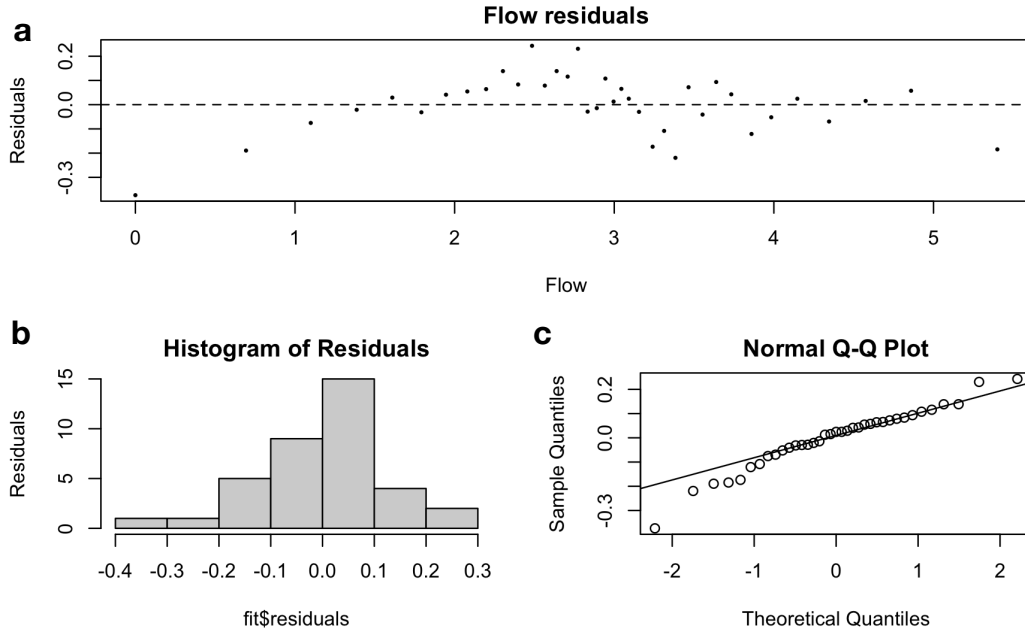 a
Flow residuals
Residuals
0.2
0.0
-0.3
0 1 2 3 4 5
Flow
b
Histogram of Residuals
Residuals
15
10
5
0
-0.4 -0.3 -0.2 -0.1 0.0 0.1 0.2 0.3
fit$residuals
c
Normal Q-Q Plot
Sample Quantiles
0.2
0.0
-0.3
-2 -1 0 1 2
Theoretical Quantiles